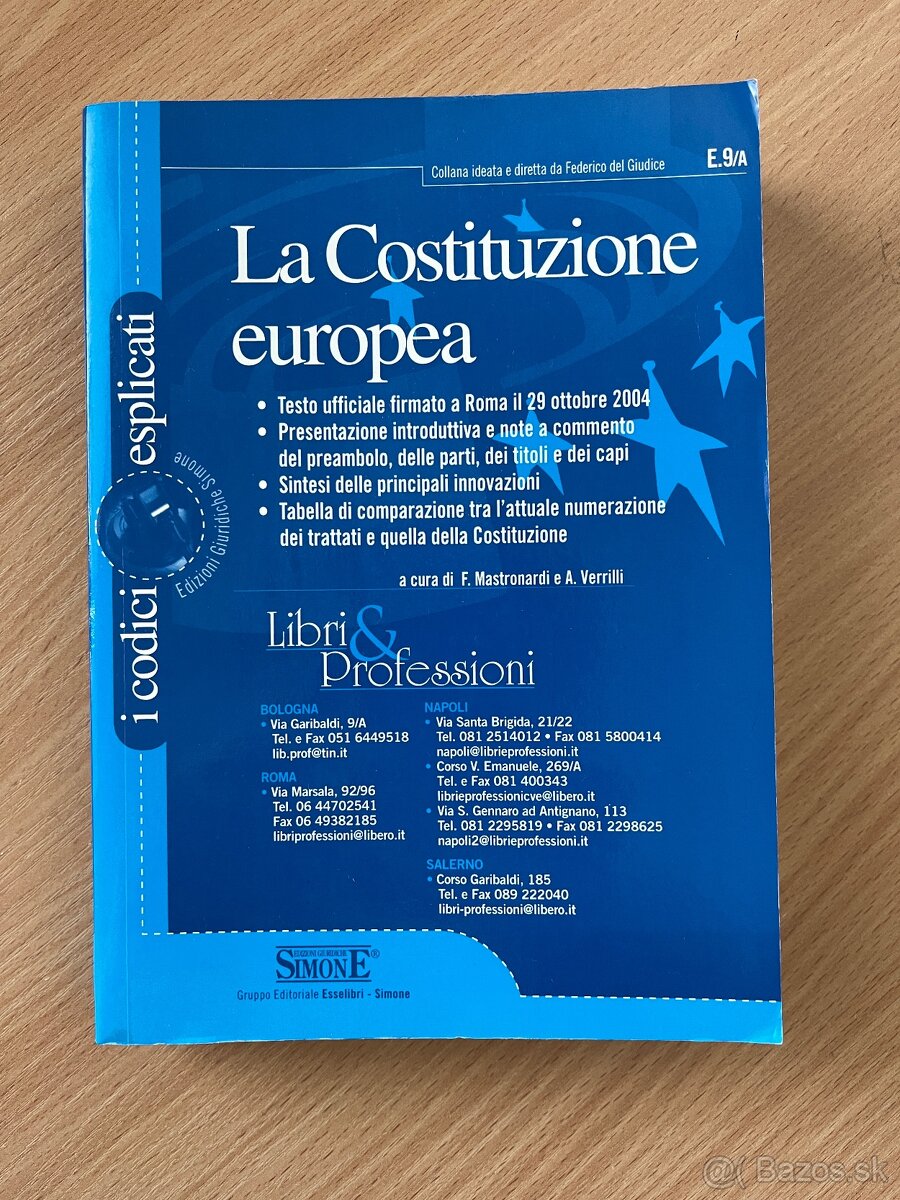 Collana ideata e diretta da Federico del Giudice
E.9/A
La Costituzione
europea
• Testo ufficiale firmato a Roma il 29 ottobre 2004
• Presentazione introduttiva e note a commento
del preambolo, delle parti, dei titoli e dei capi
• Sintesi delle principali innovazioni
• Tabella di comparazione tra l'attuale numerazione
dei trattati e quella della Costituzione
a cura di F. Mastronardi e A. Verrilli
i codici esplicati
Edizioni Giuridiche Simone
Libri &
Professioni
BOLOGNA
• Via Garibaldi, 9/A
Tel. e Fax 051 6449518
lib.prof@tin.it
ROMA
• Via Marsala, 92/96
Tel. 06 44702541
Fax 06 49382185
libriprofessioni@libero.it
NAPOLI
• Via Santa Brigida, 21/22
Tel. 081 2514012 • Fax 081 5800414
napoli@librieprofessioni.it
• Corso V. Emanuele, 269/A
Tel. e Fax 081 400343
librieprofessionicve@libero.it
• Via S. Gennaro ad Antignano, 113
Tel. 081 2295819 • Fax 081 2298625
napoli2@librieprofessioni.it
SALERNO
• Corso Garibaldi, 185
Tel. e Fax 089 222040
libri-professioni@libero.it
EDIZIONI GIURIDICHE
SIMONE®
Gruppo Editoriale Esselibri - Simone
Bazos.sk